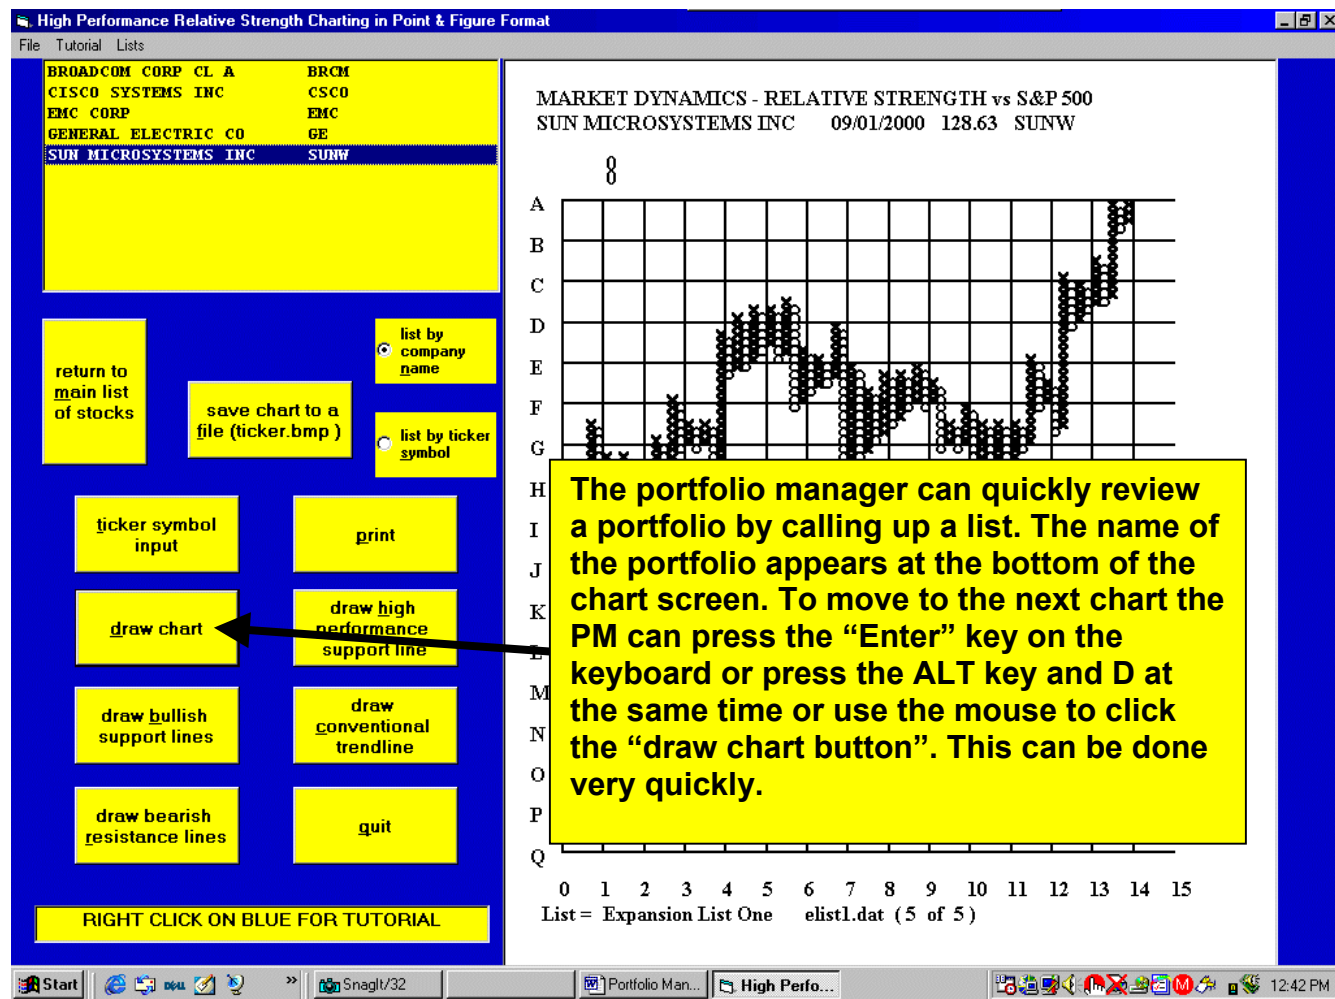 High Performance Relative Strength Charting in Point & Figure Format
File Tutorial Lists
BROADCOM CORP CL A BRCM
CISCO SYSTEMS INC CSCO
EMC CORP EMC
GENERAL ELECTRIC CO GE
SUN MICROSYSTEMS INC SUNW
return to
main list
of stocks
save chart to a
file (ticker.bmp )
list by
company
name
list by ticker
symbol
ticker symbol
input
print
draw chart
draw high
performance
support line
draw bullish
support lines
draw
conventional
trendline
draw bearish
resistance lines
quit
RIGHT CLICK ON BLUE FOR TUTORIAL
MARKET DYNAMICS - RELATIVE STRENGTH vs S&P 500
SUN MICROSYSTEMS INC 09/01/2000 128.63 SUNW
A
B
C
D
E
F
G
H
I
J
K
L
M
N
O
P
Q
The portfolio manager can quickly review
a portfolio by calling up a list. The name of
the portfolio appears at the bottom of the
chart screen. To move to the next chart the
PM can press the “Enter” key on the
keyboard or press the ALT key and D at
the same time or use the mouse to click
the “draw chart button”. This can be done
very quickly.
0 1 2 3 4 5 6 7 8 9 10 11 12 13 14 15
List = Expansion List One elist1.dat ( 5 of 5 )
Start DELL » SnagIt/32 Portfolio Man... High Perfo... 12:42 PM